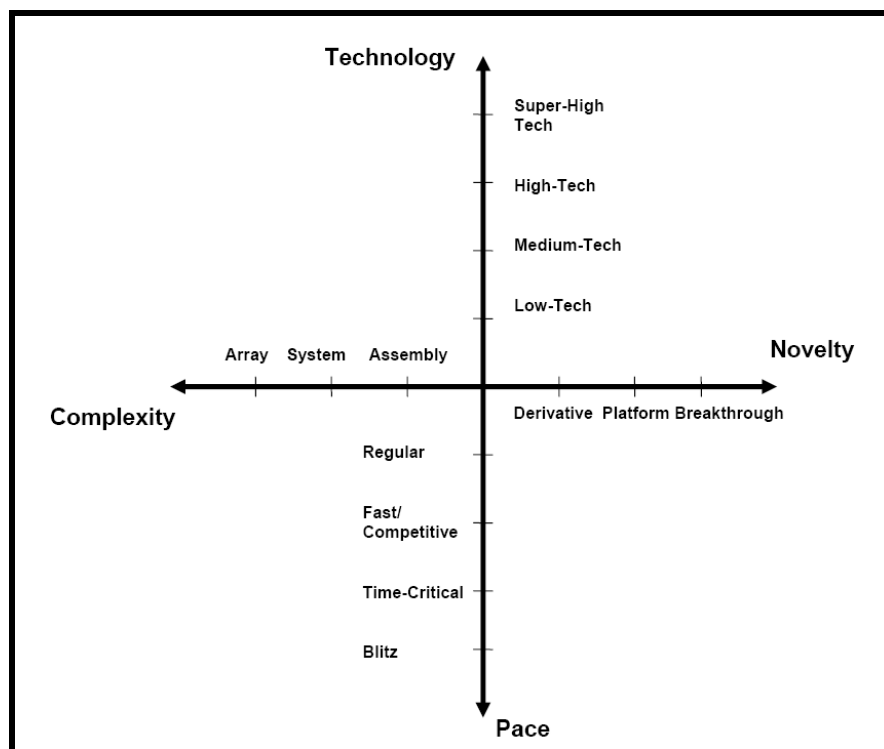 Technology
Super-High
Tech
High-Tech
Medium-Tech
Low-Tech
Array System Assembly
Novelty
Complexity
Derivative Platform Breakthrough
Regular
Fast/
Competitive
Time-Critical
Blitz
Pace